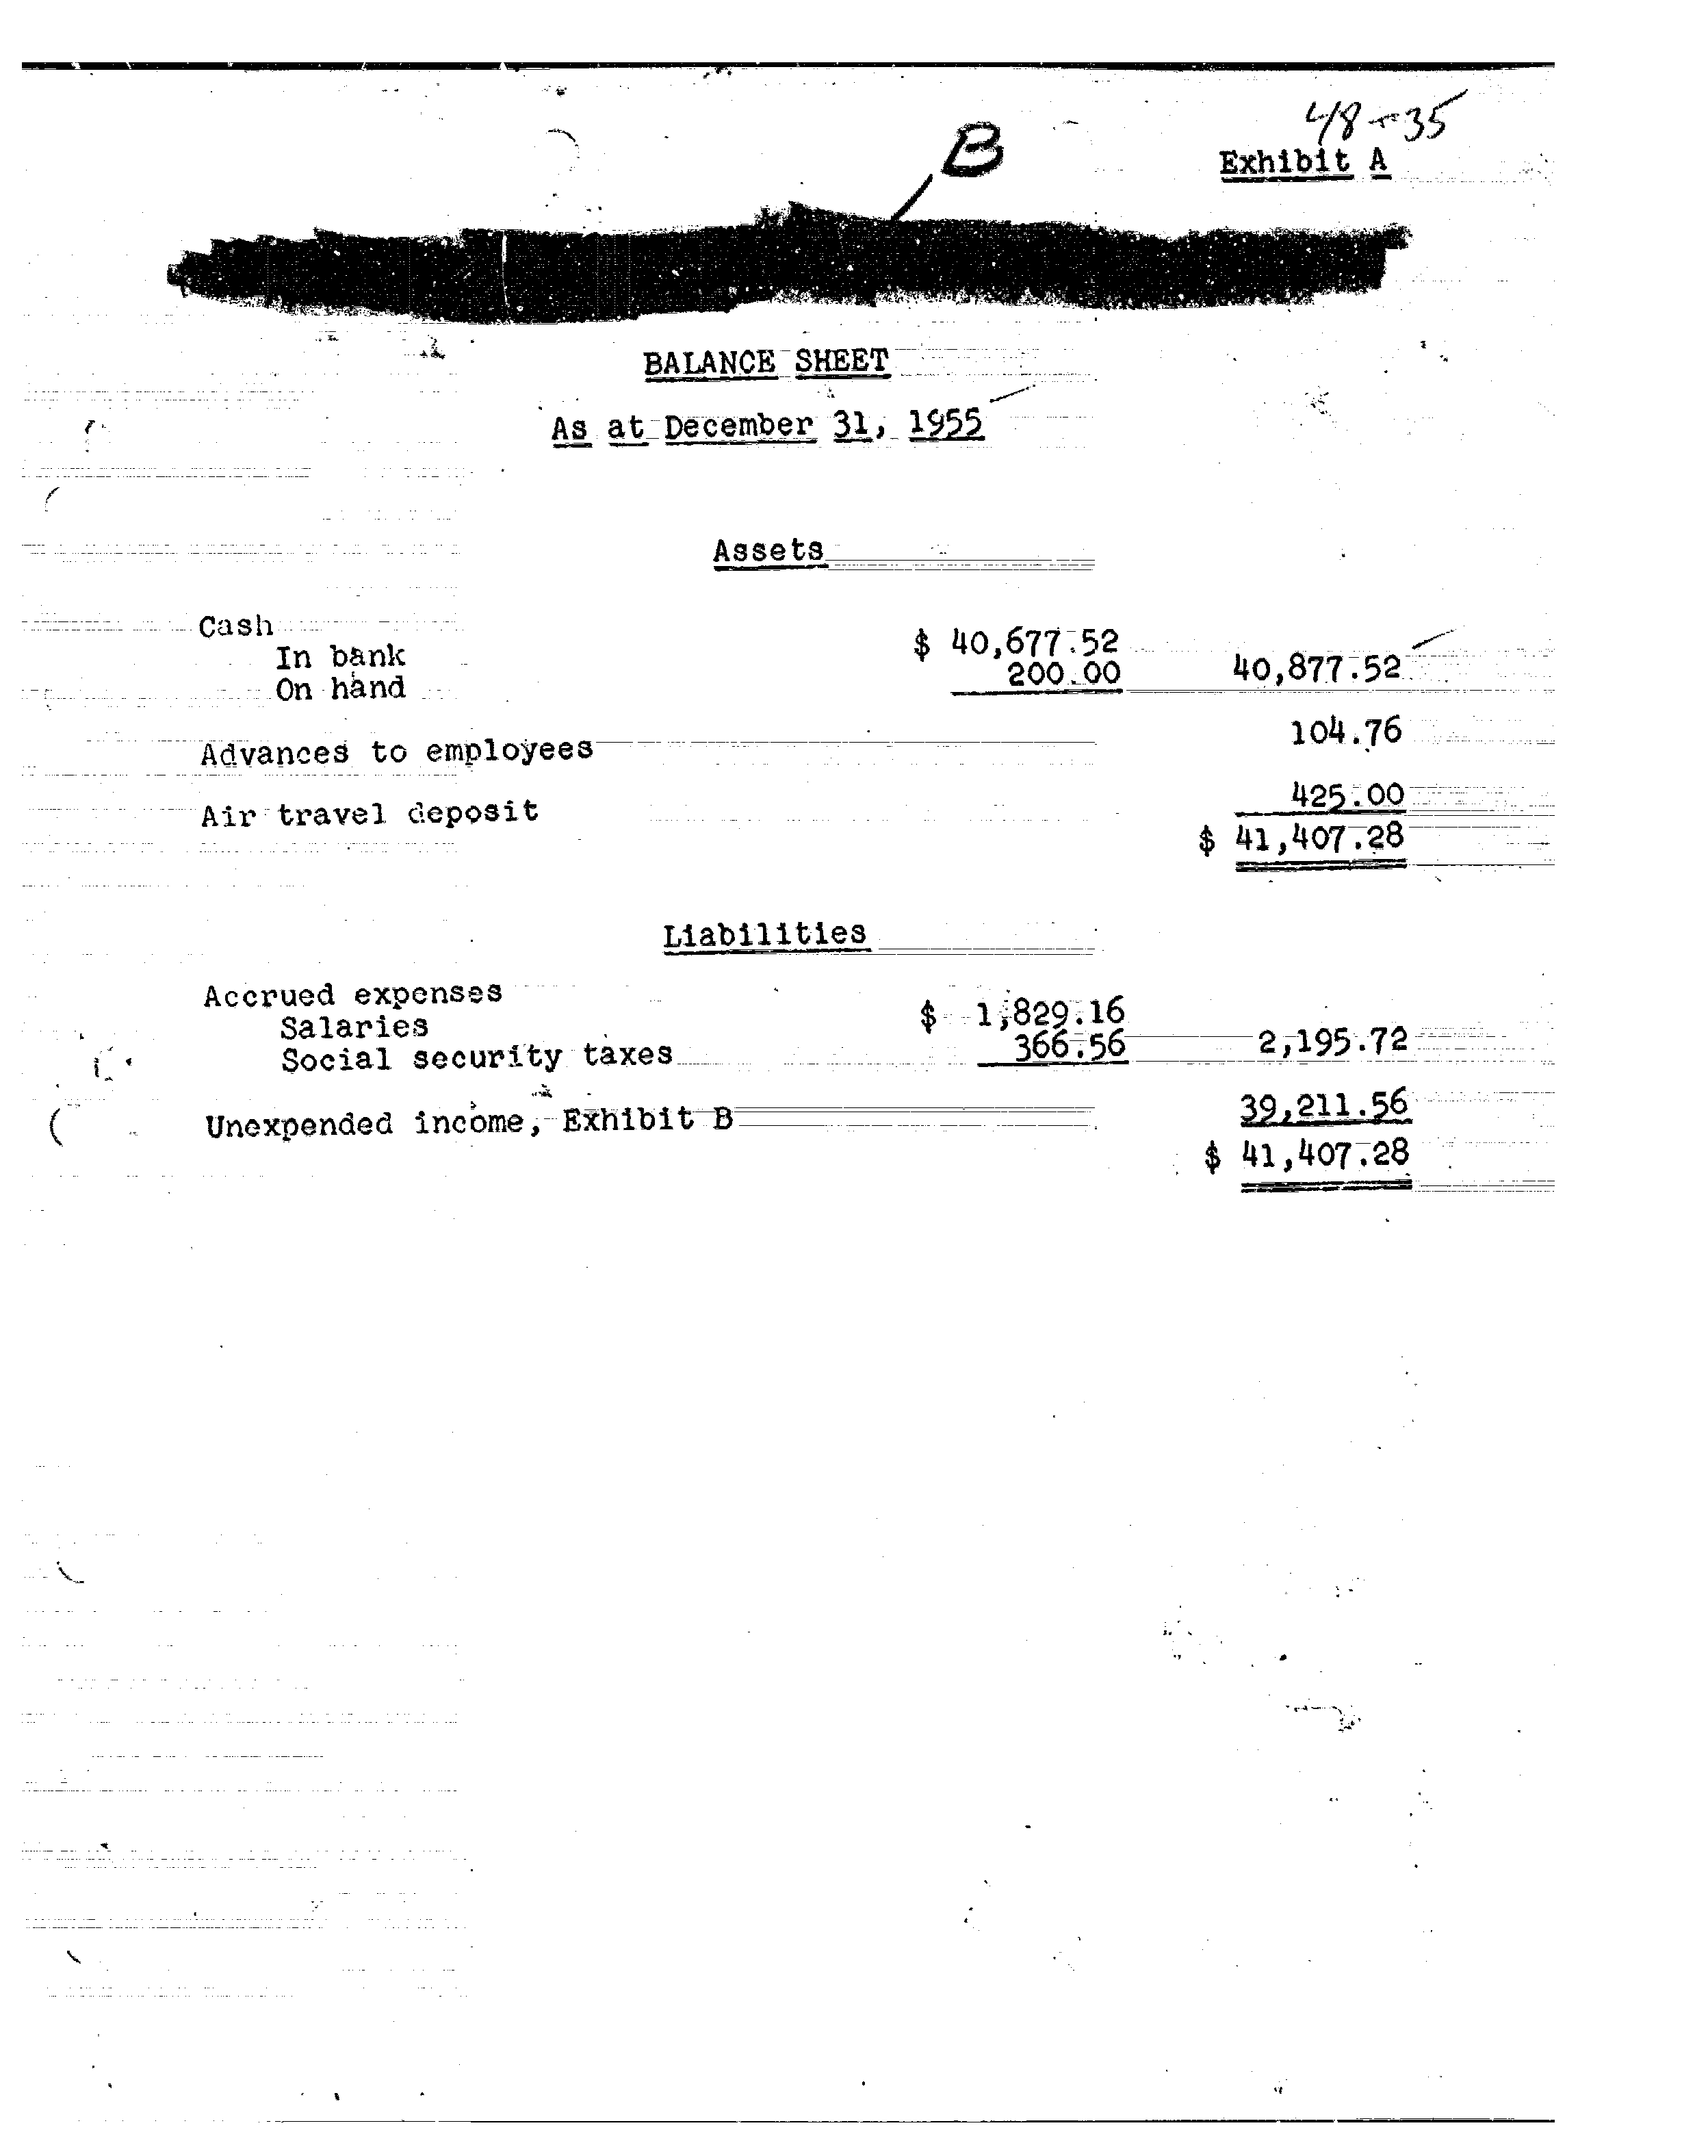 48-35
Exhibit A
B
BALANCE SHEET
As at December 31, 1955
Assets
Cash
In bank $ 40,677.52
On hand 200.00 40,877.52
Advances to employees 104.76
Air travel deposit 425.00
$ 41,407.28
Liabilities
Accrued expenses
Salaries $ 1,829.16
Social security taxes 366.56 2,195.72
Unexpended income, Exhibit B 39,211.56
$ 41,407.28